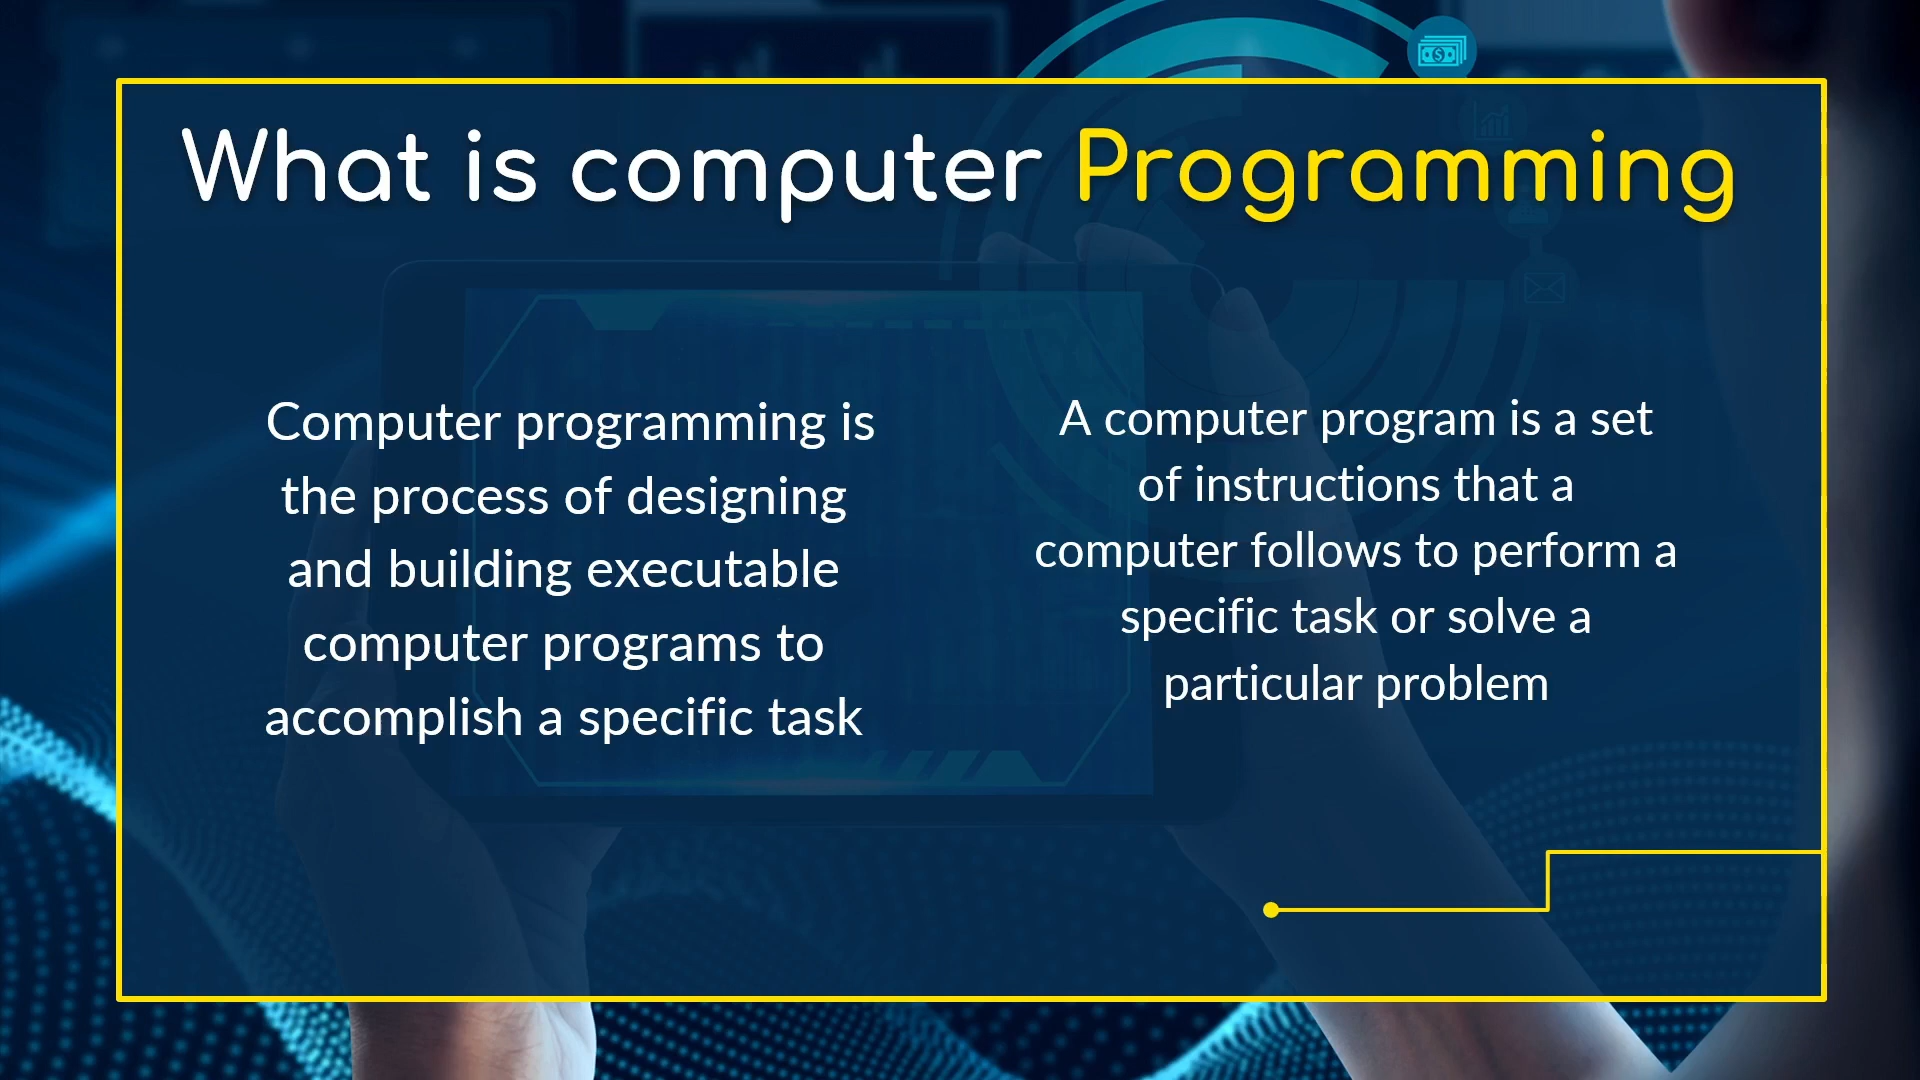 What is computer Programming
Computer programming is
the process of designing
and building executable
computer programs to
accomplish a specific task
A computer program is a set
of instructions that a
computer follows to perform a
specific task or solve a
particular problem